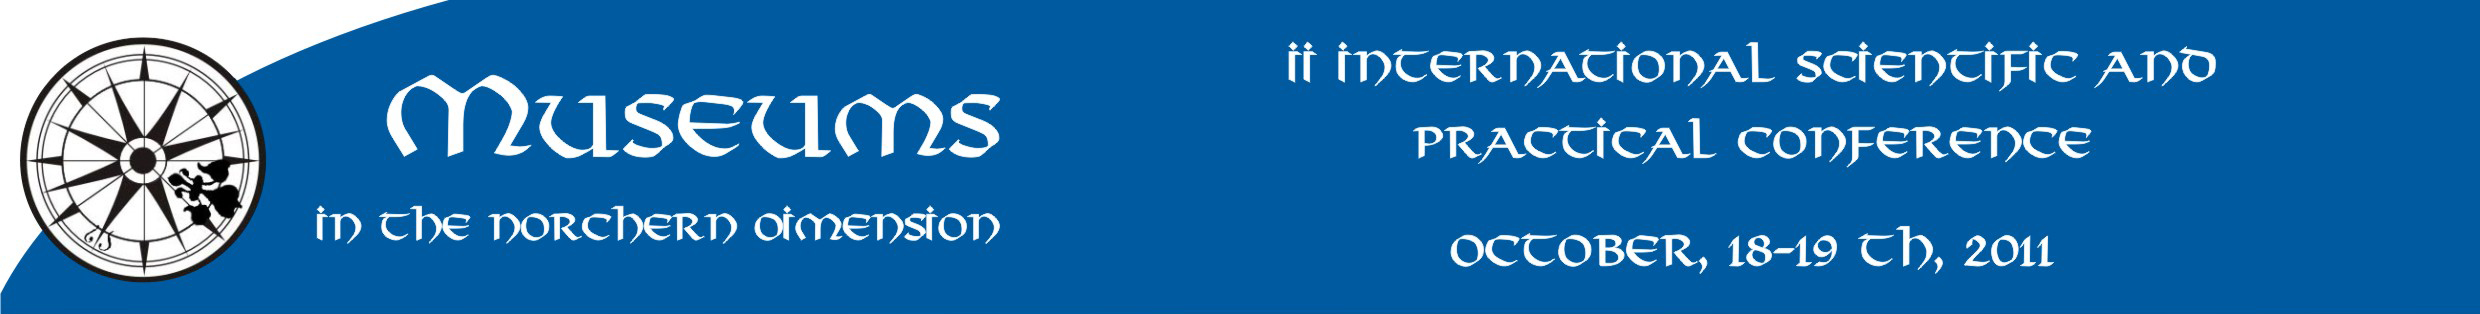 Museums
in the northern dimension
ii international scientific and
practical conference
october, 18-19 th, 2011